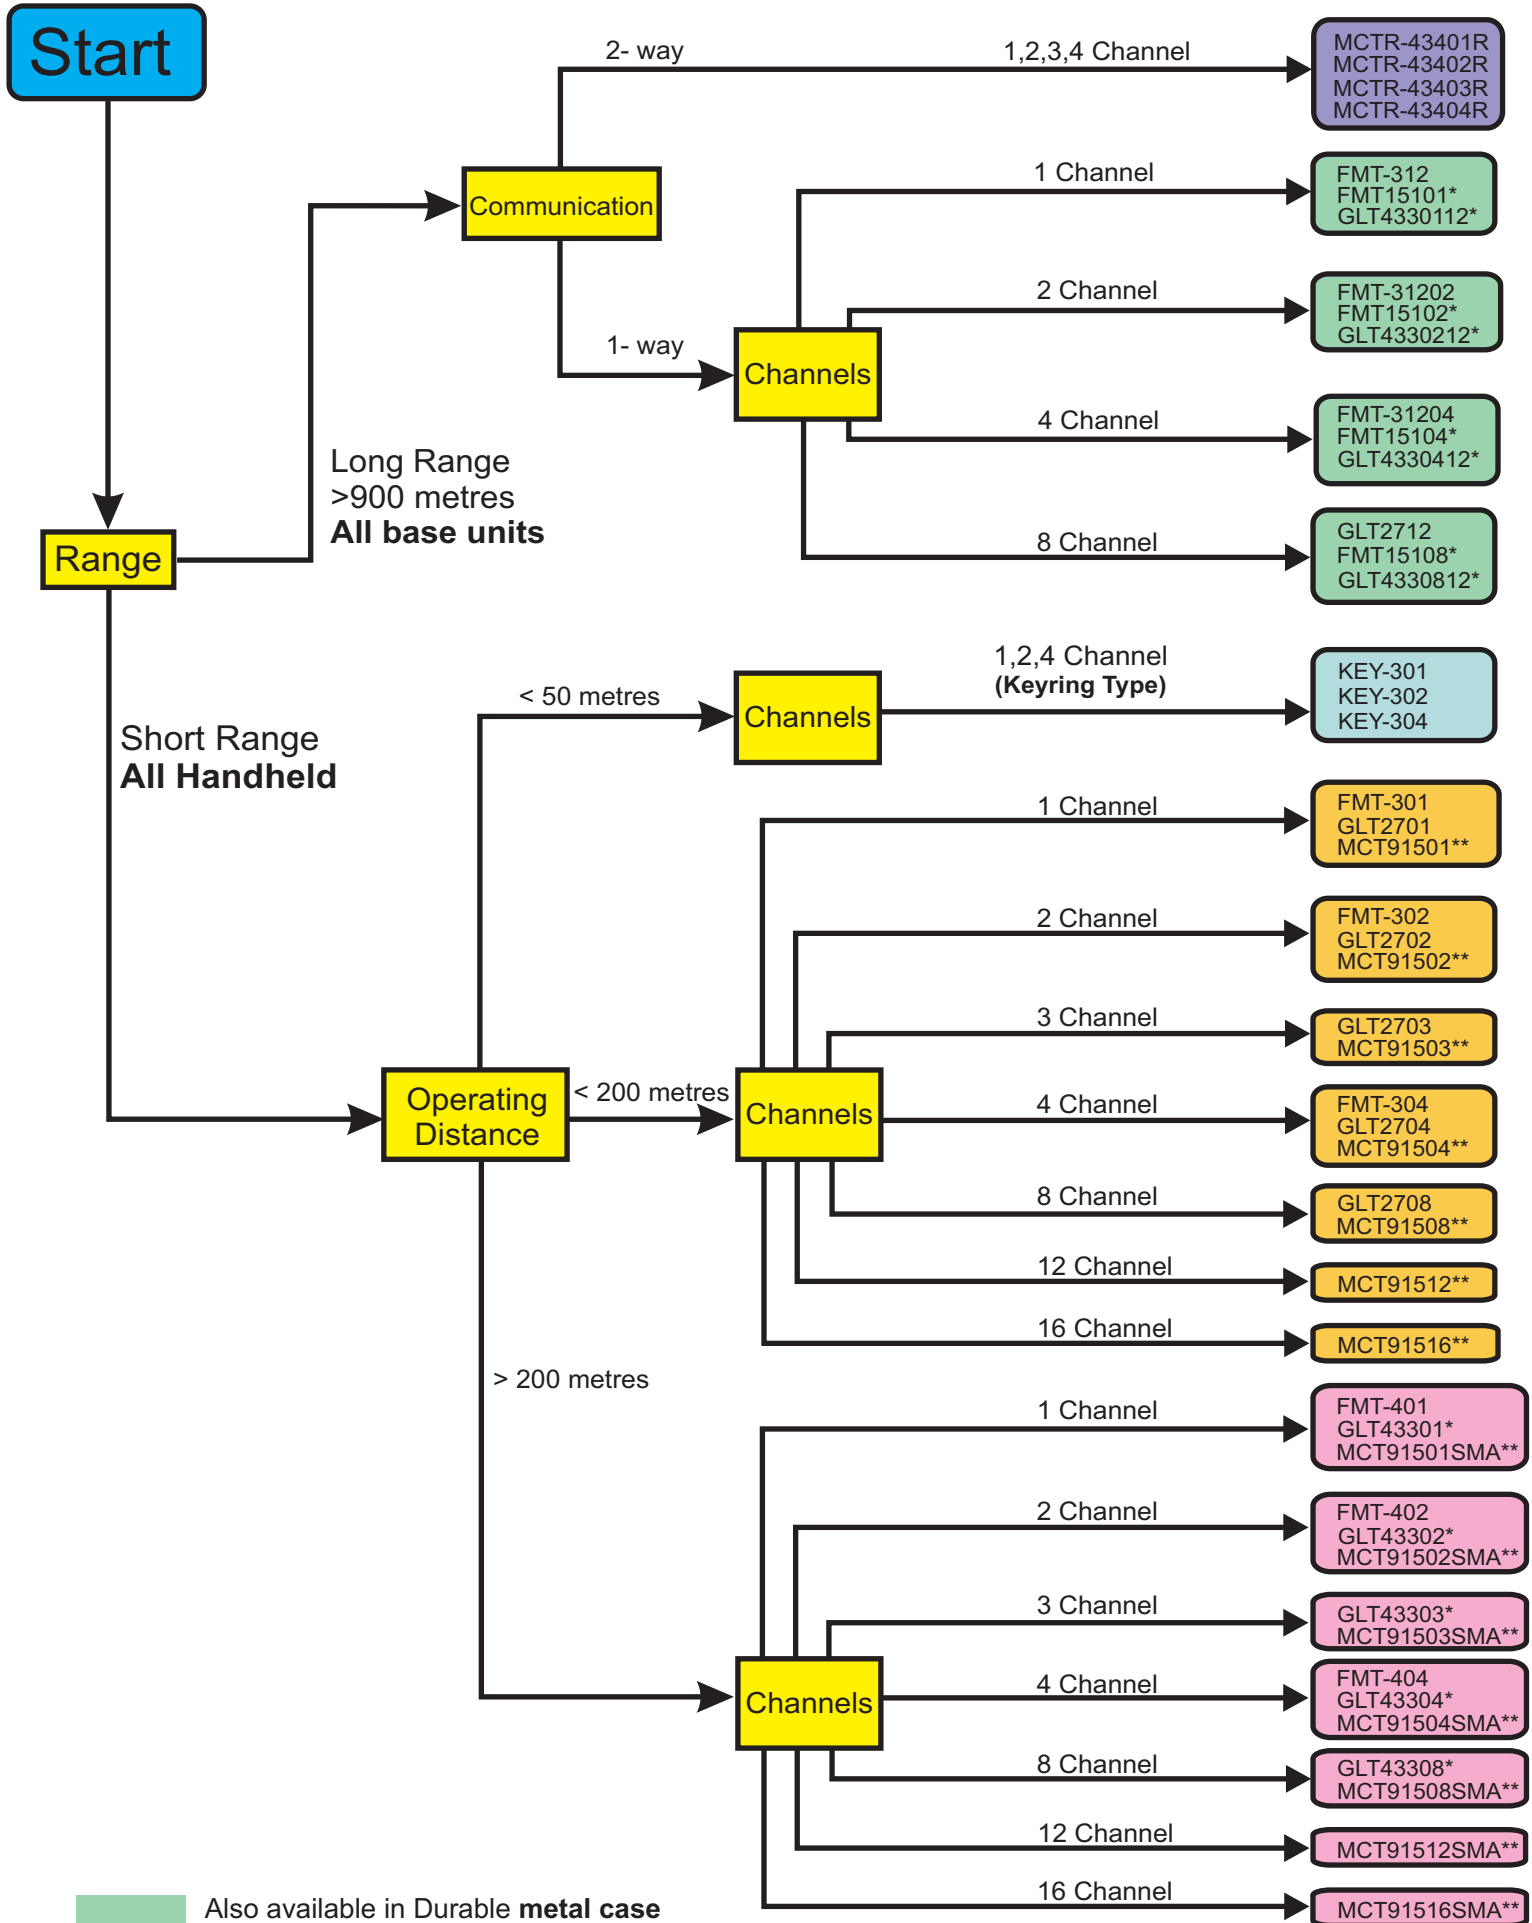 Start
2- way
1,2,3,4 Channel
MCTR-43401R
MCTR-43402R
MCTR-43403R
MCTR-43404R
Communication
1 Channel
FMT-312
FMT15101*
GLT4330112*
2 Channel
FMT-31202
FMT15102*
GLT4330212*
1- way
Channels
4 Channel
FMT-31204
FMT15104*
GLT4330412*
Long Range
>900 metres
All base units
8 Channel
GLT2712
FMT15108*
GLT4330812*
Range
< 50 metres
Channels
1,2,4 Channel
(Keyring Type)
KEY-301
KEY-302
KEY-304
Short Range
All Handheld
1 Channel
FMT-301
GLT2701
MCT91501**
2 Channel
FMT-302
GLT2702
MCT91502**
3 Channel
GLT2703
MCT91503**
Operating
Distance
< 200 metres
Channels
4 Channel
FMT-304
GLT2704
MCT91504**
8 Channel
GLT2708
MCT91508**
12 Channel
MCT91512**
16 Channel
MCT91516**
> 200 metres
1 Channel
FMT-401
GLT43301*
MCT91501SMA**
2 Channel
FMT-402
GLT43302*
MCT91502SMA**
3 Channel
GLT43303*
MCT91503SMA**
Channels
4 Channel
FMT-404
GLT43304*
MCT91504SMA**
8 Channel
GLT43308*
MCT91508SMA**
12 Channel
MCT91512SMA**
16 Channel
MCT91516SMA**
Also available in Durable metal case